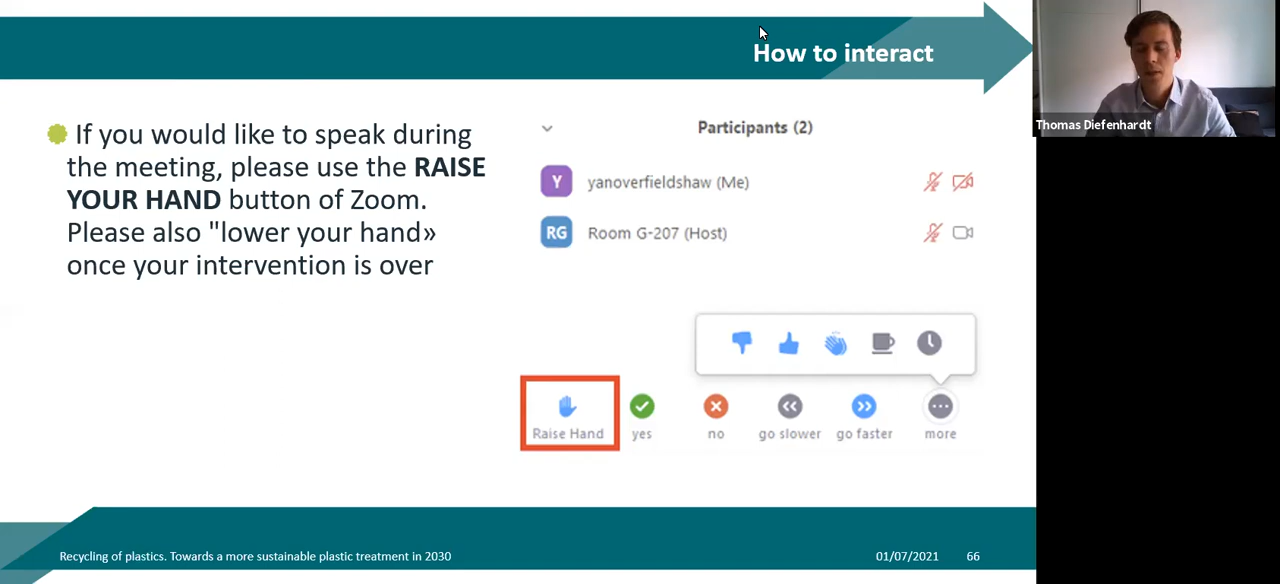 How to interact
Thomas Diefenhardt
If you would like to speak during
the meeting, please use the RAISE
YOUR HAND button of Zoom.
Please also "lower your hand»
once your intervention is over
Participants (2)
Y
yanoverfieldshaw (Me)
RG
Room G-207 (Host)
Raise Hand
yes
no
go slower
go faster
more
Recycling of plastics. Towards a more sustainable plastic treatment in 2030
01/07/2021
66